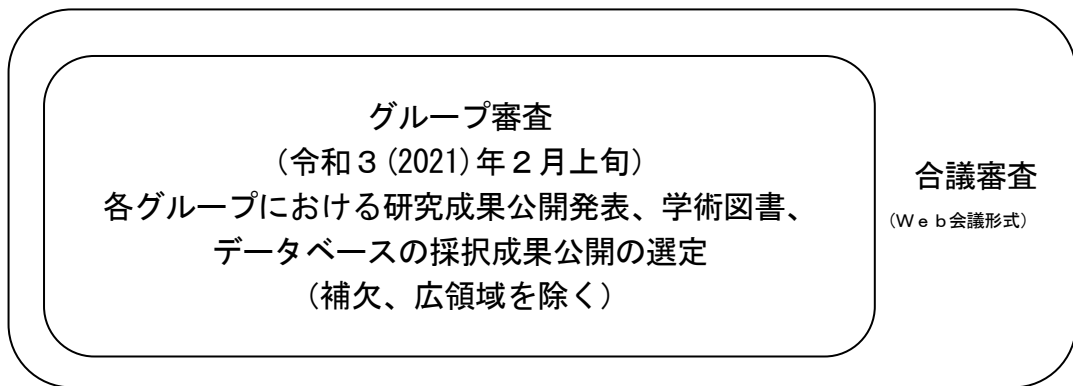 グループ審査
(令和3(2021)年2月上旬)
各グループにおける研究成果公開発表、学術図書、
データベースの採択成果公開の選定
(補欠、広領域を除く)
合議審査
(Web会議形式)